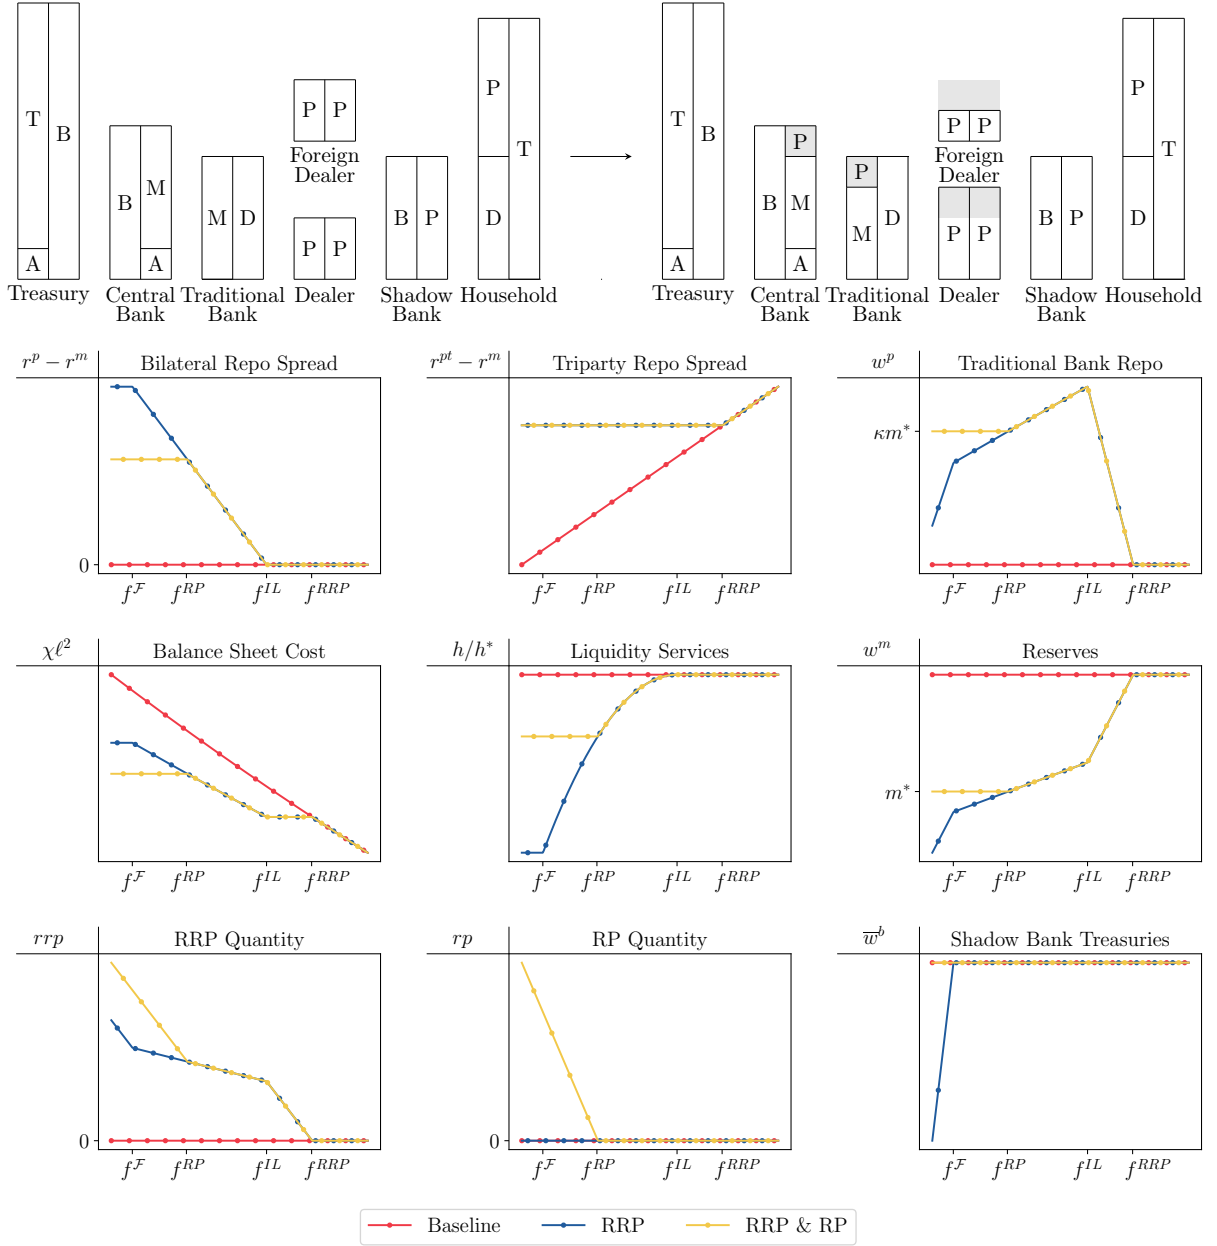 T
B
A
Treasury
B
M
A
Central
Bank
M
D
Traditional
Bank
P
P
Foreign
Dealer
P
P
Dealer
B
P
Shadow
Bank
P
D
T
Household
T
B
A
Treasury
B
P
M
A
Central
Bank
P
M
D
Traditional
Bank
P
P
Foreign
Dealer
P
P
Dealer
B
P
Shadow
Bank
P
D
T
Household
r^p − r^m
Bilateral Repo Spread
0
f^ℱ f^{RP} f^{IL} f^{RRP}
r^{pt} − r^m
Triparty Repo Spread
f^ℱ f^{RP} f^{IL} f^{RRP}
w^p
Traditional Bank Repo
κm*
f^ℱ f^{RP} f^{IL} f^{RRP}
χℓ²
Balance Sheet Cost
f^ℱ f^{RP} f^{IL} f^{RRP}
h/h*
Liquidity Services
f^ℱ f^{RP} f^{IL} f^{RRP}
w^m
Reserves
m*
f^ℱ f^{RP} f^{IL} f^{RRP}
rrp
RRP Quantity
0
f^ℱ f^{RP} f^{IL} f^{RRP}
rp
RP Quantity
0
f^ℱ f^{RP} f^{IL} f^{RRP}
w̅^b
Shadow Bank Treasuries
f^ℱ f^{RP} f^{IL} f^{RRP}
Baseline RRP RRP & RP